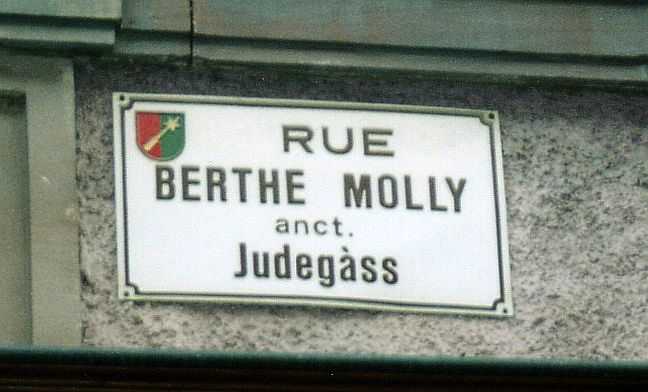 RUE
BERTHE MOLLY
anct.
Judegàss